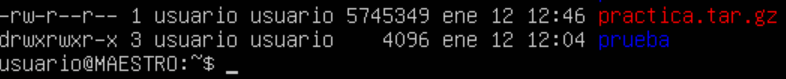 -rw-r--r-- 1 usuario usuario 5745349 ene 12 12:46 practica.tar.gz
drwxrwxr-x 3 usuario usuario    4096 ene 12 12:04 prueba
usuario@MAESTRO:~$ _